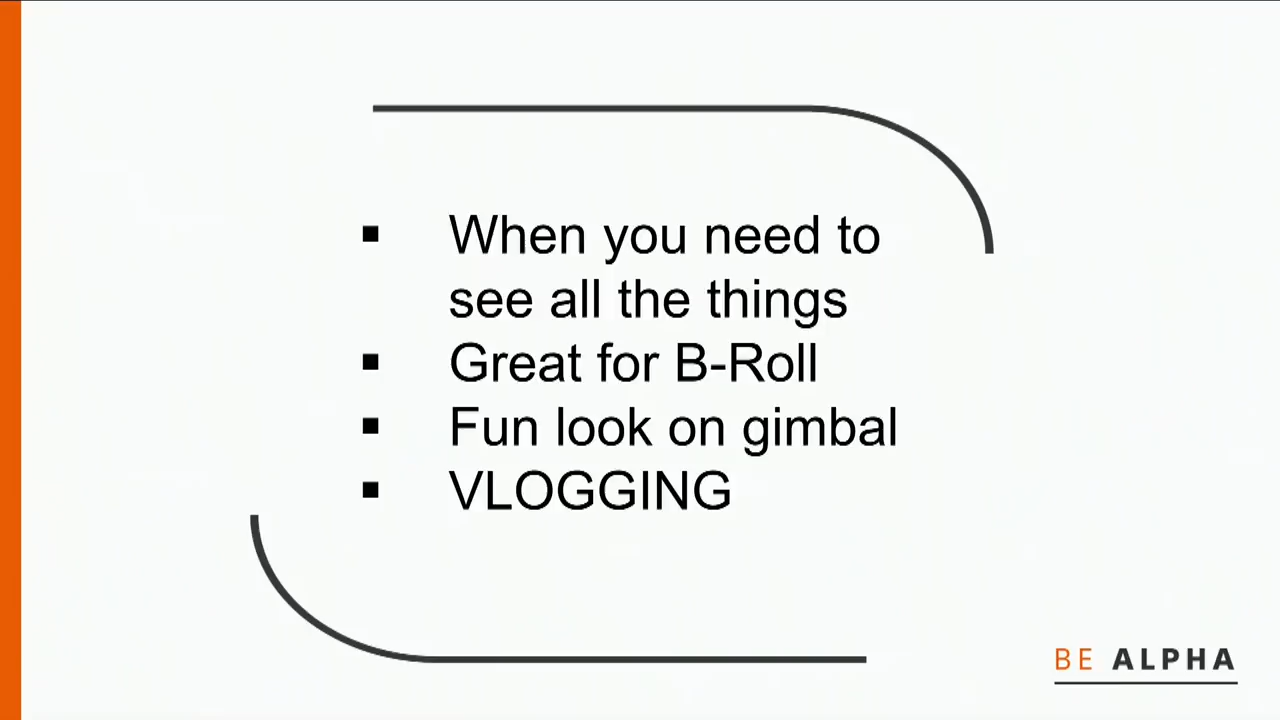 ▪ When you need to
see all the things
▪ Great for B-Roll
▪ Fun look on gimbal
▪ VLOGGING
BE ALPHA